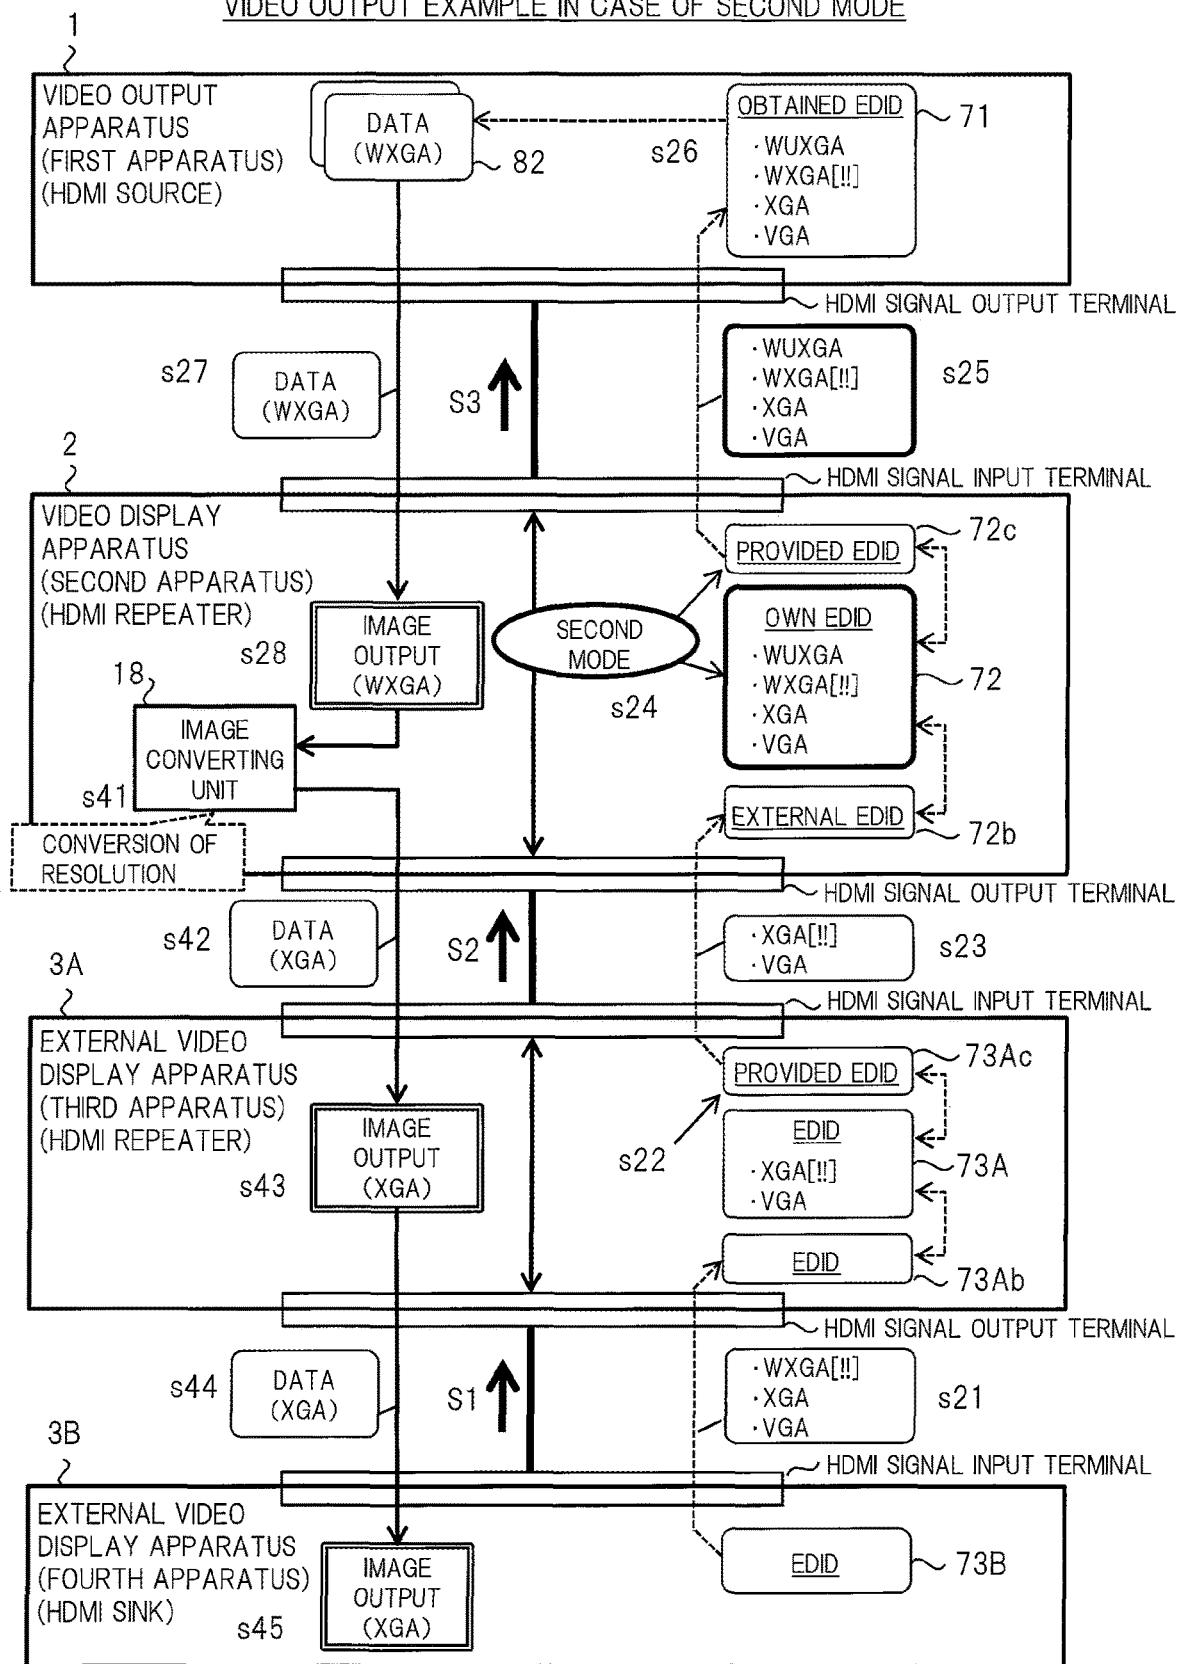 VIDEO OUTPUT EXAMPLE IN CASE OF SECOND MODE
1
VIDEO OUTPUT
APPARATUS
(FIRST APPARATUS)
(HDMI SOURCE)
DATA
(WXGA)
82
s26
OBTAINED EDID
71
·WUXGA
·WXGA[!!]
·XGA
·VGA
HDMI SIGNAL OUTPUT TERMINAL
s27
DATA
(WXGA)
S3
·WUXGA
·WXGA[!!]
·XGA
·VGA
s25
2
HDMI SIGNAL INPUT TERMINAL
VIDEO DISPLAY
APPARATUS
(SECOND APPARATUS)
(HDMI REPEATER)
PROVIDED EDID
72c
s28
IMAGE
OUTPUT
(WXGA)
SECOND
MODE
s24
OWN EDID
·WUXGA
·WXGA[!!]
·XGA
·VGA
72
18
IMAGE
CONVERTING
UNIT
s41
CONVERSION OF
RESOLUTION
EXTERNAL EDID
72b
HDMI SIGNAL OUTPUT TERMINAL
s42
DATA
(XGA)
S2
·XGA[!!]
·VGA
s23
3A
HDMI SIGNAL INPUT TERMINAL
EXTERNAL VIDEO
DISPLAY APPARATUS
(THIRD APPARATUS)
(HDMI REPEATER)
PROVIDED EDID
73Ac
s22
s43
IMAGE
OUTPUT
(XGA)
EDID
·XGA[!!]
·VGA
73A
EDID
73Ab
HDMI SIGNAL OUTPUT TERMINAL
s44
DATA
(XGA)
S1
·WXGA[!!]
·XGA
·VGA
s21
3B
HDMI SIGNAL INPUT TERMINAL
EXTERNAL VIDEO
DISPLAY APPARATUS
(FOURTH APPARATUS)
(HDMI SINK)
s45
IMAGE
OUTPUT
(XGA)
EDID
73B